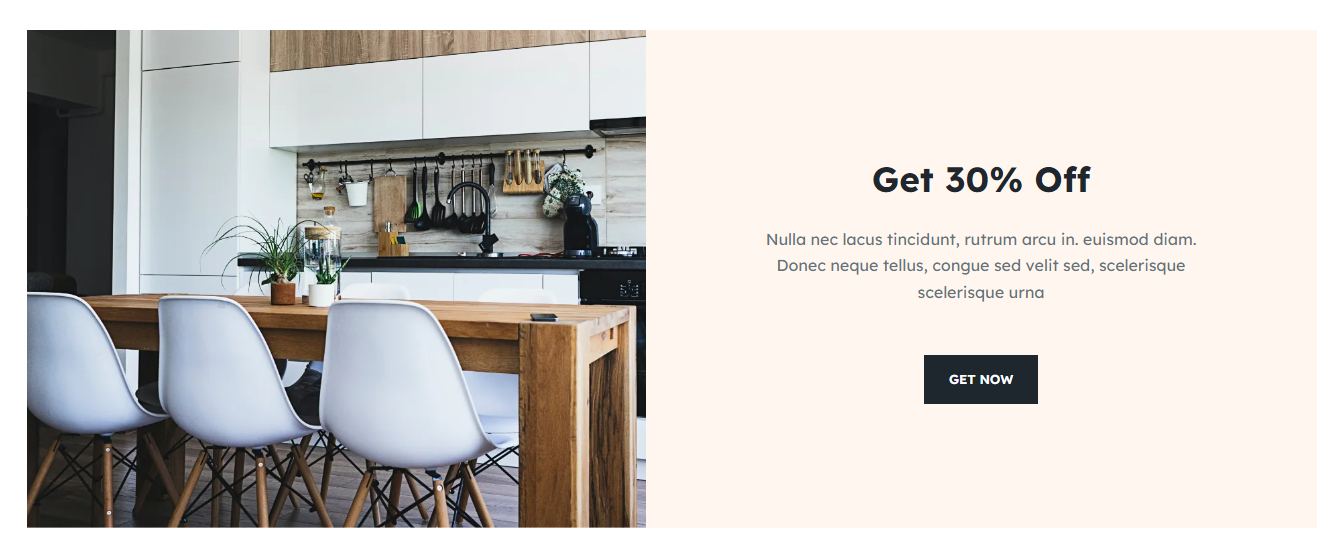 Get 30% Off
Nulla nec lacus tincidunt, rutrum arcu in. euismod diam.
Donec neque tellus, congue sed velit sed, scelerisque
scelerisque urna
GET NOW